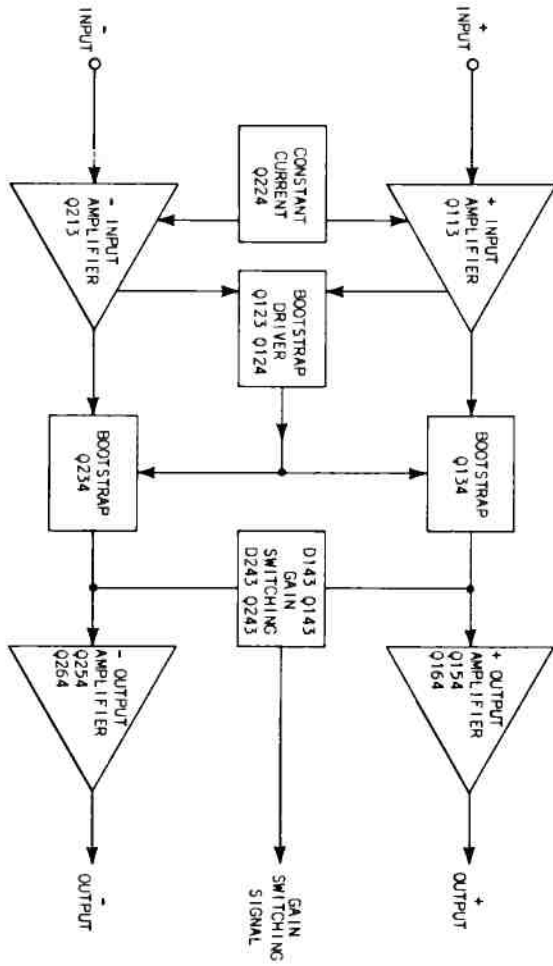 +
INPUT
-
INPUT
+ INPUT
AMPLIFIER
Q113
CONSTANT
CURRENT
Q224
- INPUT
AMPLIFIER
Q213
BOOTSTRAP
DRIVER
Q123 Q124
BOOTSTRAP
Q134
BOOTSTRAP
Q234
D143 Q143
GAIN
SWITCHING
D243 Q243
+ OUTPUT
AMPLIFIER
Q154
Q164
- OUTPUT
AMPLIFIER
Q254
Q264
+
OUTPUT
GAIN
SWITCHING
SIGNAL
-
OUTPUT